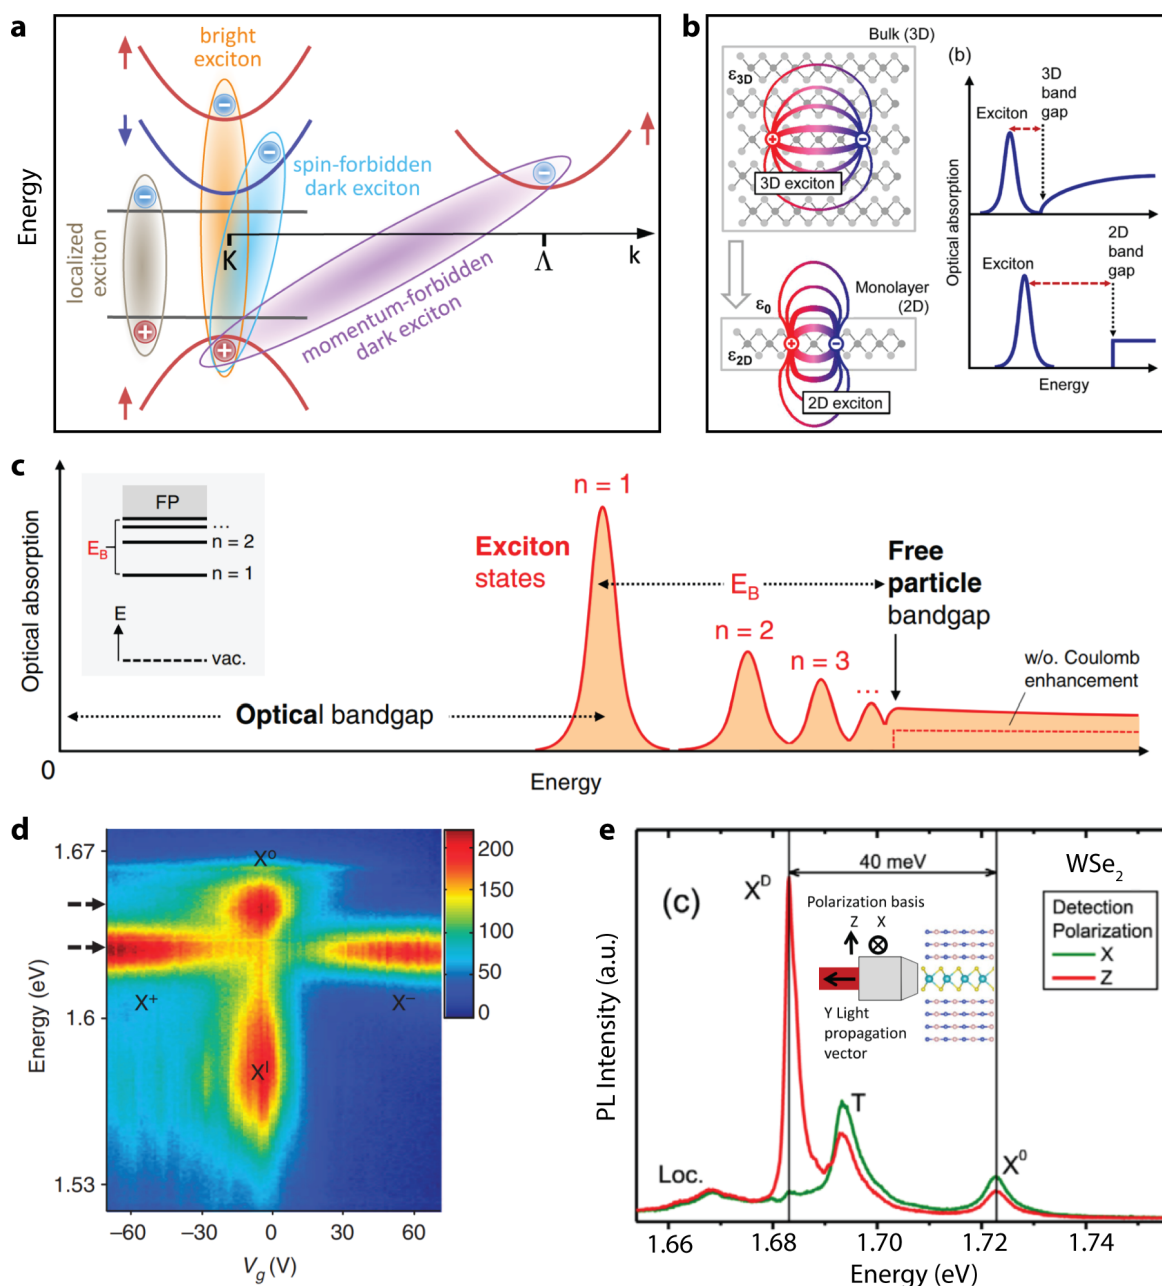 a
Energy
bright
exciton
spin-forbidden
dark exciton
localized
exciton
K
Λ
k
momentum-forbidden
dark exciton
b
Bulk (3D)
ε3D
3D exciton
Monolayer
(2D)
ε0
ε2D
2D exciton
(b)
Optical absorption
3D
band
gap
Exciton
2D
band
gap
Exciton
Energy
c
Optical absorption
FP
...
EB
n = 2
n = 1
E
vac.
n = 1
Exciton
states
EB
Free
particle
bandgap
n = 2
n = 3
...
w/o. Coulomb
enhancement
Optical bandgap
0
Energy
d
Energy (eV)
1.67
1.6
1.53
X⁰
X⁺
X⁻
Xᴵ
200
150
100
50
0
−60
−30
0
30
60
Vg (V)
e
PL Intensity (a.u.)
(c)
40 meV
WSe₂
Detection
Polarization
X
Z
Xᴰ
Polarization basis
Z
X
Y Light
propagation
vector
T
Loc.
X⁰
1.66
1.68
1.70
1.72
1.74
Energy (eV)